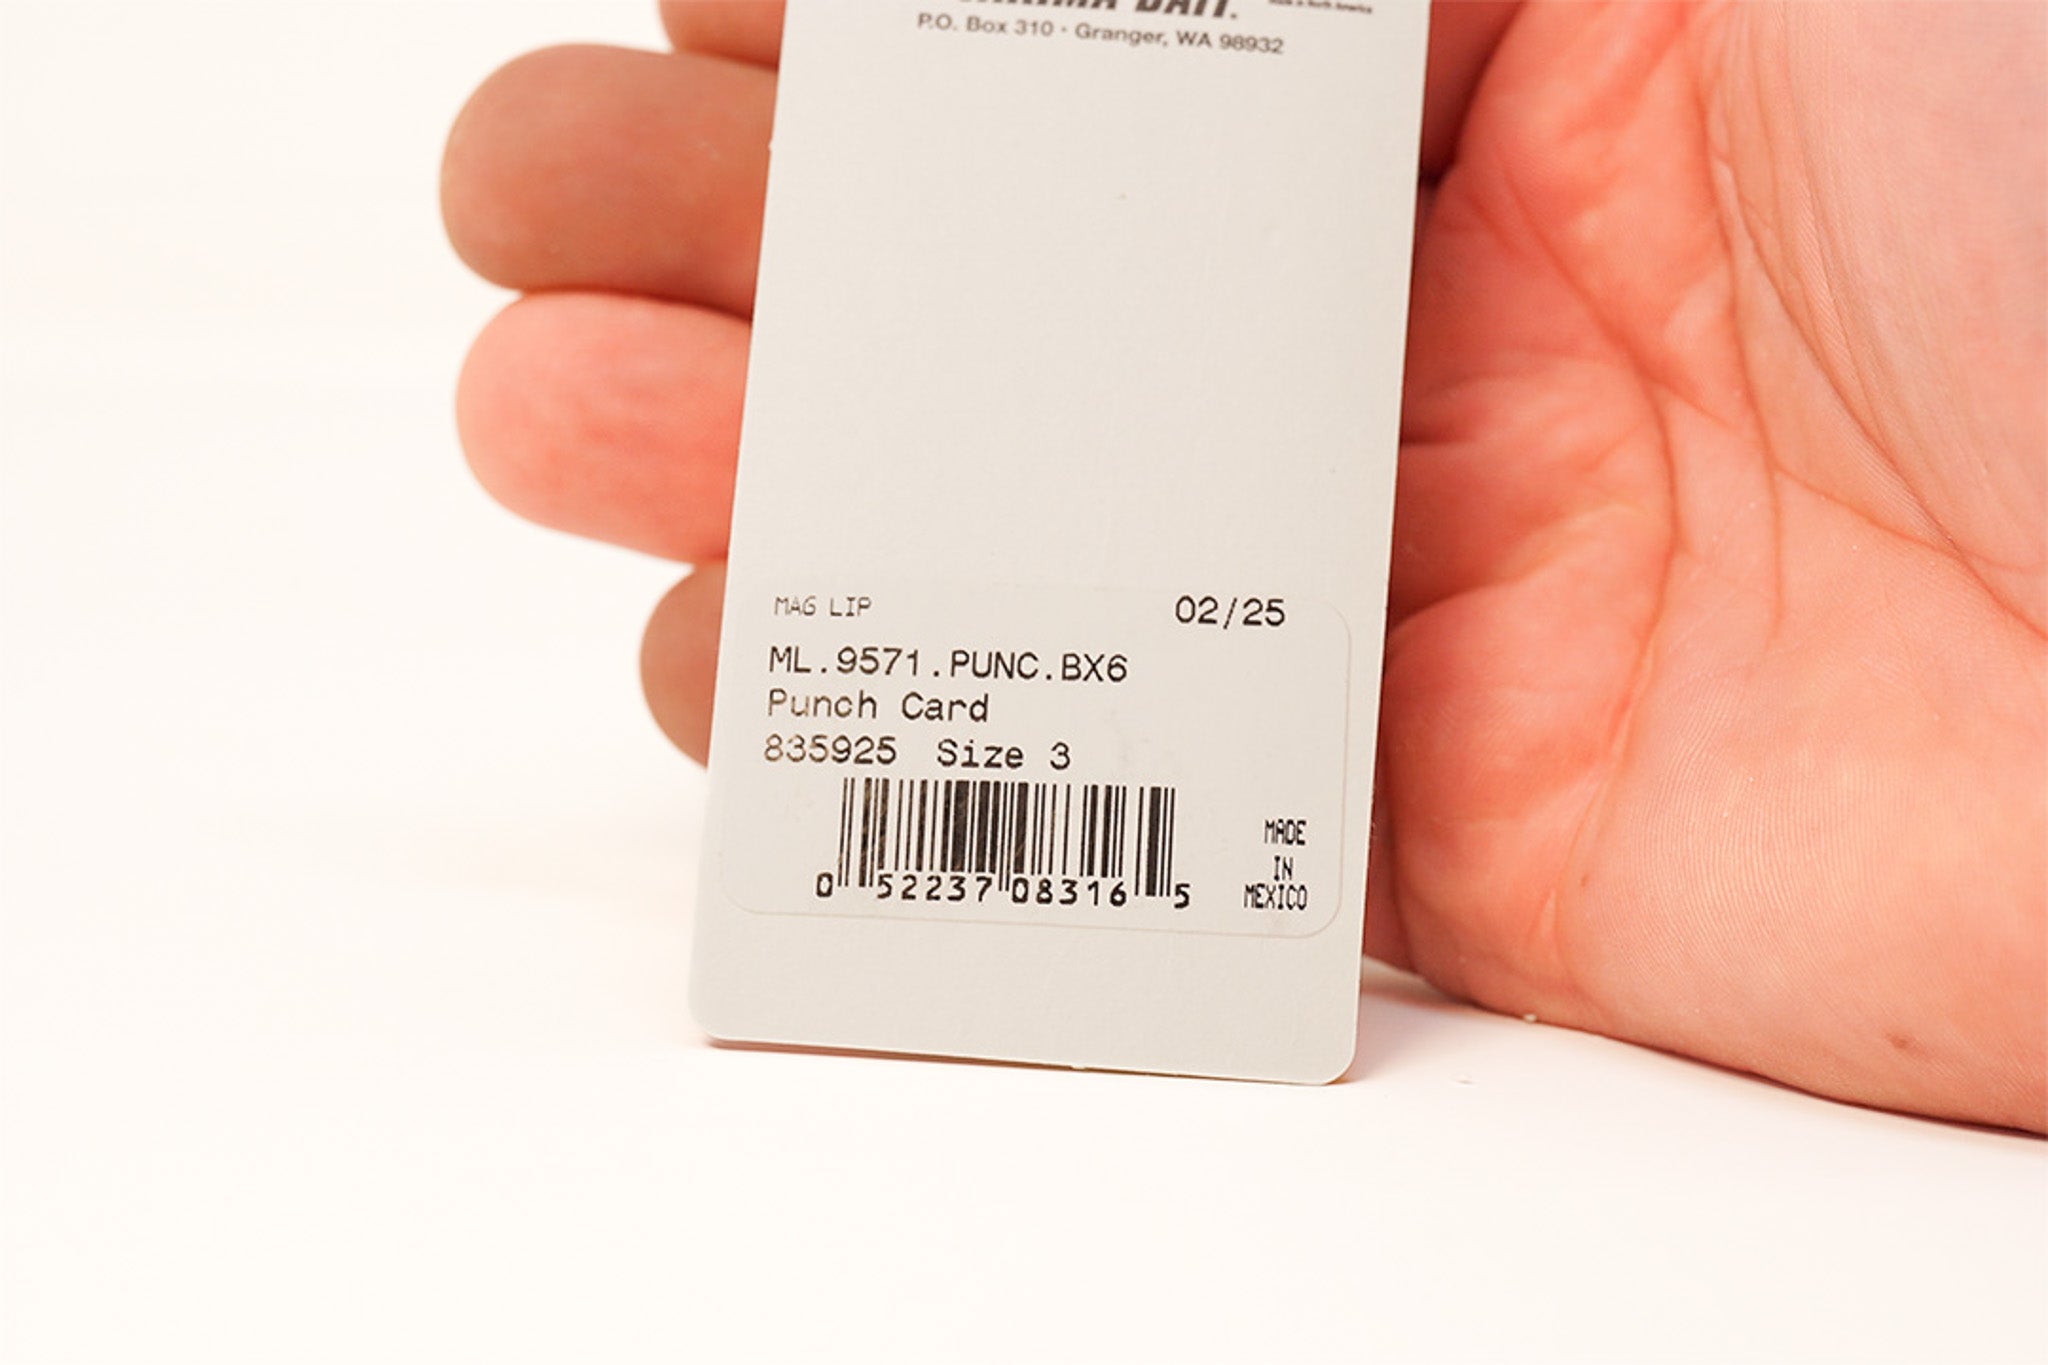 BAIT.
P.O. Box 310 · Granger, WA 98932
MAG LIP 02/25
ML.9571.PUNC.BX6
Punch Card
835925 Size 3
0 52237 08316 5
MADE
IN
MEXICO